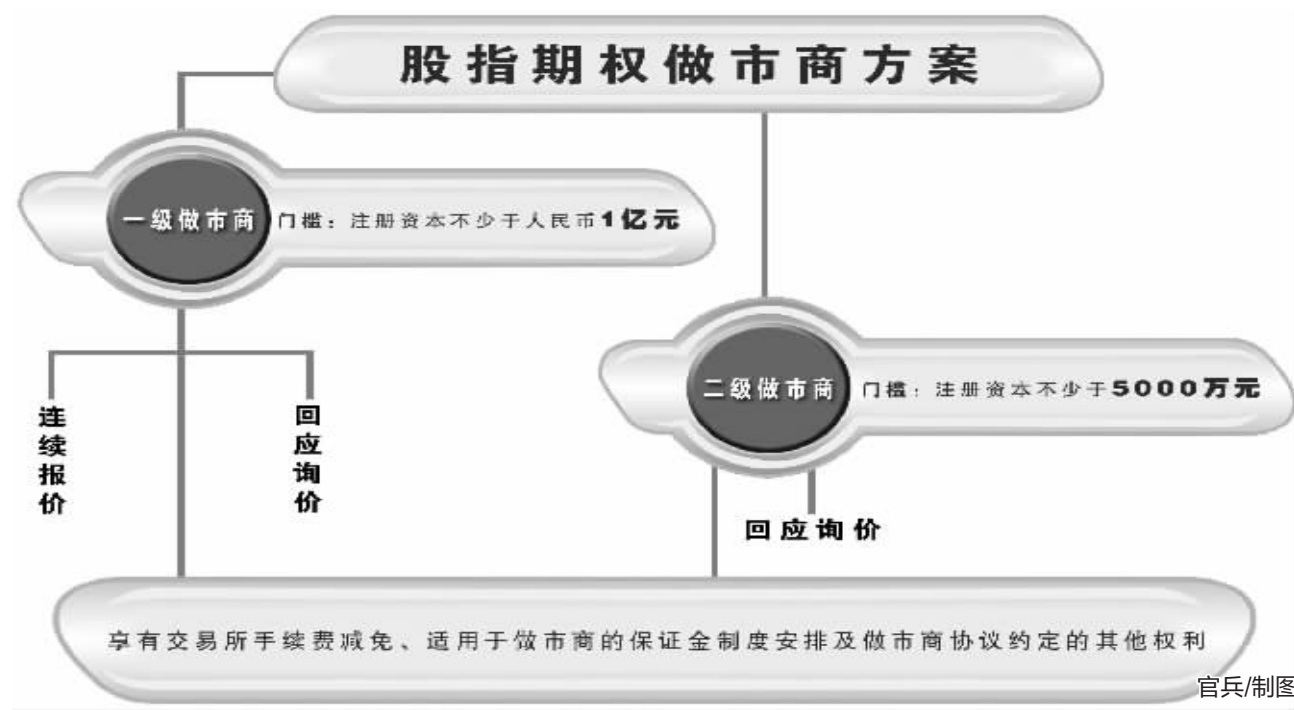 股指期权做市商方案
一级做市商
门槛：注册资本不少于人民币1亿元
二级做市商
门槛：注册资本不少于5000万元
连续报价
回应询价
回应询价
享有交易所手续费减免、适用于做市商的保证金制度安排及做市商协议约定的其他权利
官兵/制图